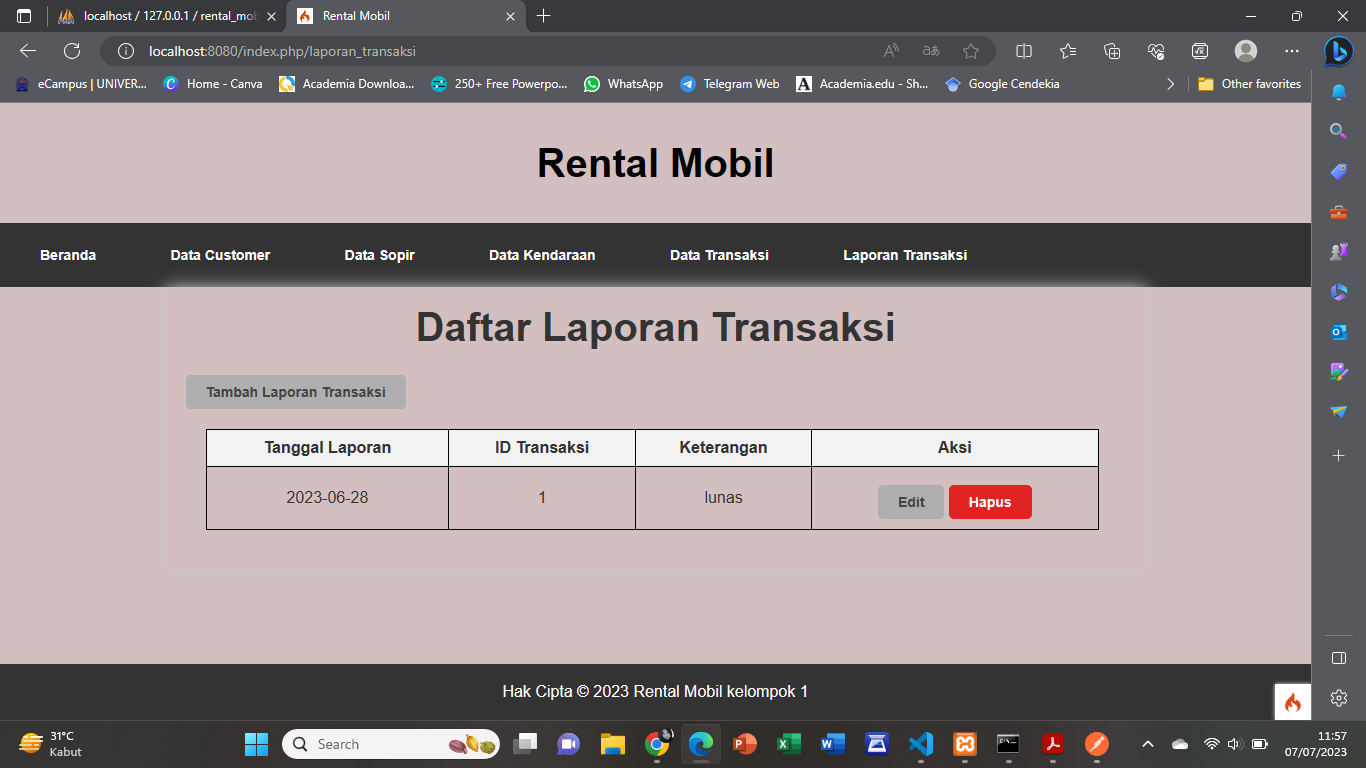 localhost / 127.0.0.1 / rental_mob
Rental Mobil
localhost:8080/index.php/laporan_transaksi
eCampus | UNIVER...
Home - Canva
Academia Downloa...
250+ Free Powerpo...
WhatsApp
Telegram Web
Academia.edu - Sh...
Google Cendekia
Other favorites
Rental Mobil
Beranda
Data Customer
Data Sopir
Data Kendaraan
Data Transaksi
Laporan Transaksi
Daftar Laporan Transaksi
Tambah Laporan Transaksi
Tanggal Laporan
ID Transaksi
Keterangan
Aksi
2023-06-28
1
lunas
Edit
Hapus
Hak Cipta © 2023 Rental Mobil kelompok 1
31°C
Kabut
Search
11:57
07/07/2023